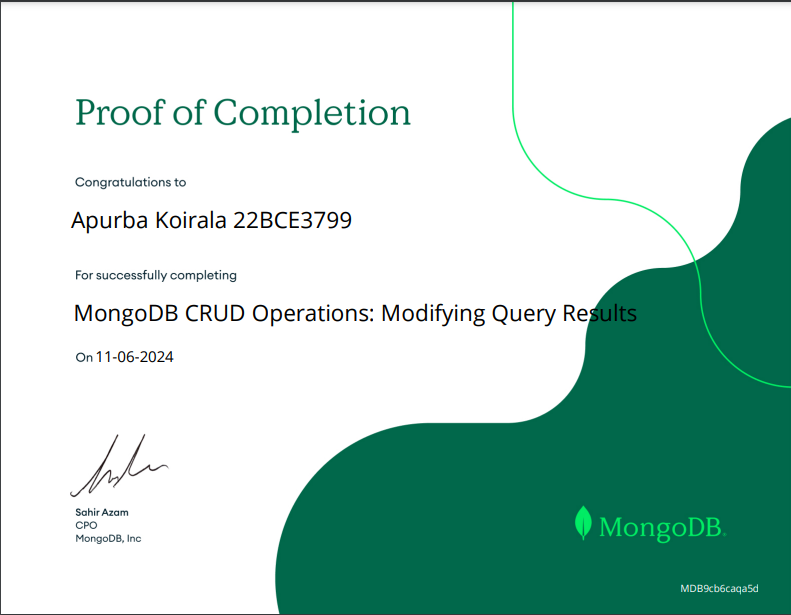 Proof of Completion
Congratulations to
Apurba Koirala 22BCE3799
For successfully completing
MongoDB CRUD Operations: Modifying Query Results
On 11-06-2024
Sahir Azam
CPO
MongoDB, Inc
MongoDB.
MDB9cb6caqa5d